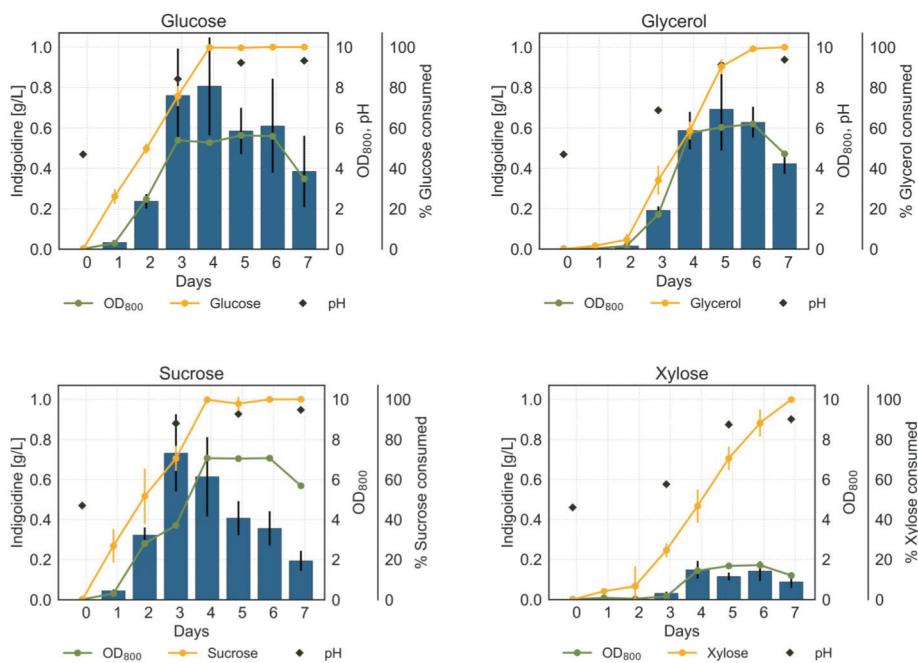 Glucose
Indigoidine [g/L]
1.0
0.8
0.6
0.4
0.2
0.0
10
8
6
4
2
0
OD800, pH
100
80
60
40
20
0
% Glucose consumed
0 1 2 3 4 5 6 7
Days
OD800 Glucose pH
Glycerol
Indigoidine [g/L]
1.0
0.8
0.6
0.4
0.2
0.0
10
8
6
4
2
0
OD800, pH
100
80
60
40
20
0
% Glycerol consumed
0 1 2 3 4 5 6 7
Days
OD800 Glycerol pH
Sucrose
Indigoidine [g/L]
1.0
0.8
0.6
0.4
0.2
0.0
10
8
6
4
2
0
OD800
100
80
60
40
20
0
% Sucrose consumed
0 1 2 3 4 5 6 7
Days
OD800 Sucrose pH
Xylose
Indigoidine [g/L]
1.0
0.8
0.6
0.4
0.2
0.0
10
8
6
4
2
0
OD800
100
80
60
40
20
0
% Xylose consumed
0 1 2 3 4 5 6 7
Days
OD800 Xylose pH